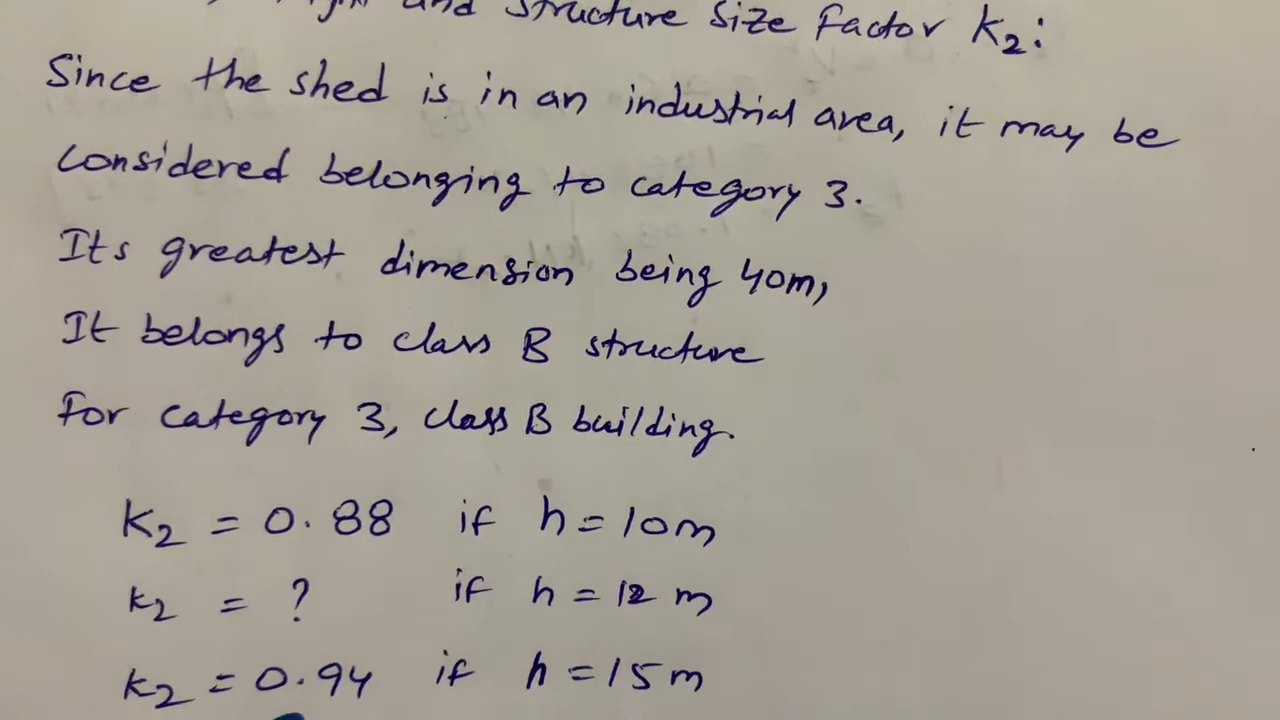 and structure size factor K2:
Since the shed is in an industrial area, it may be
considered belonging to category 3.
Its greatest dimension being 40m,
It belongs to class B structure
For category 3, class B building.
K2 = 0.88 if h = 10m
k2 = ? if h = 12 m
k2 = 0.94 if h = 15m